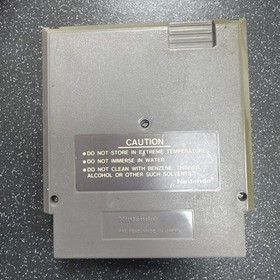 CAUTION
•DO NOT STORE IN EXTREME TEMPERATURES.
•DO NOT IMMERSE IN WATER.
•DO NOT CLEAN WITH BENZENE, THINNER,
ALCOHOL OR OTHER SUCH SOLVENTS.
Nintendo
Nintendo